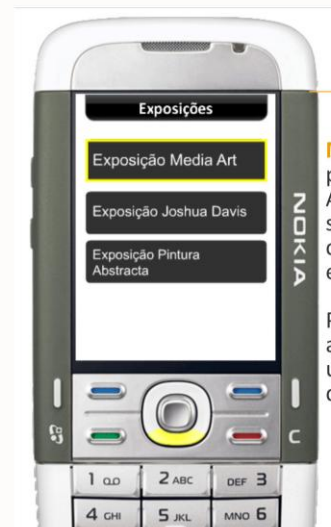 Exposições
Exposição Media Art
Exposição Joshua Davis
Exposição Pintura
Abstracta
NOKIA
C
1
2 ABC
DEF 3
4 GHI
5 JKL
MNO 6